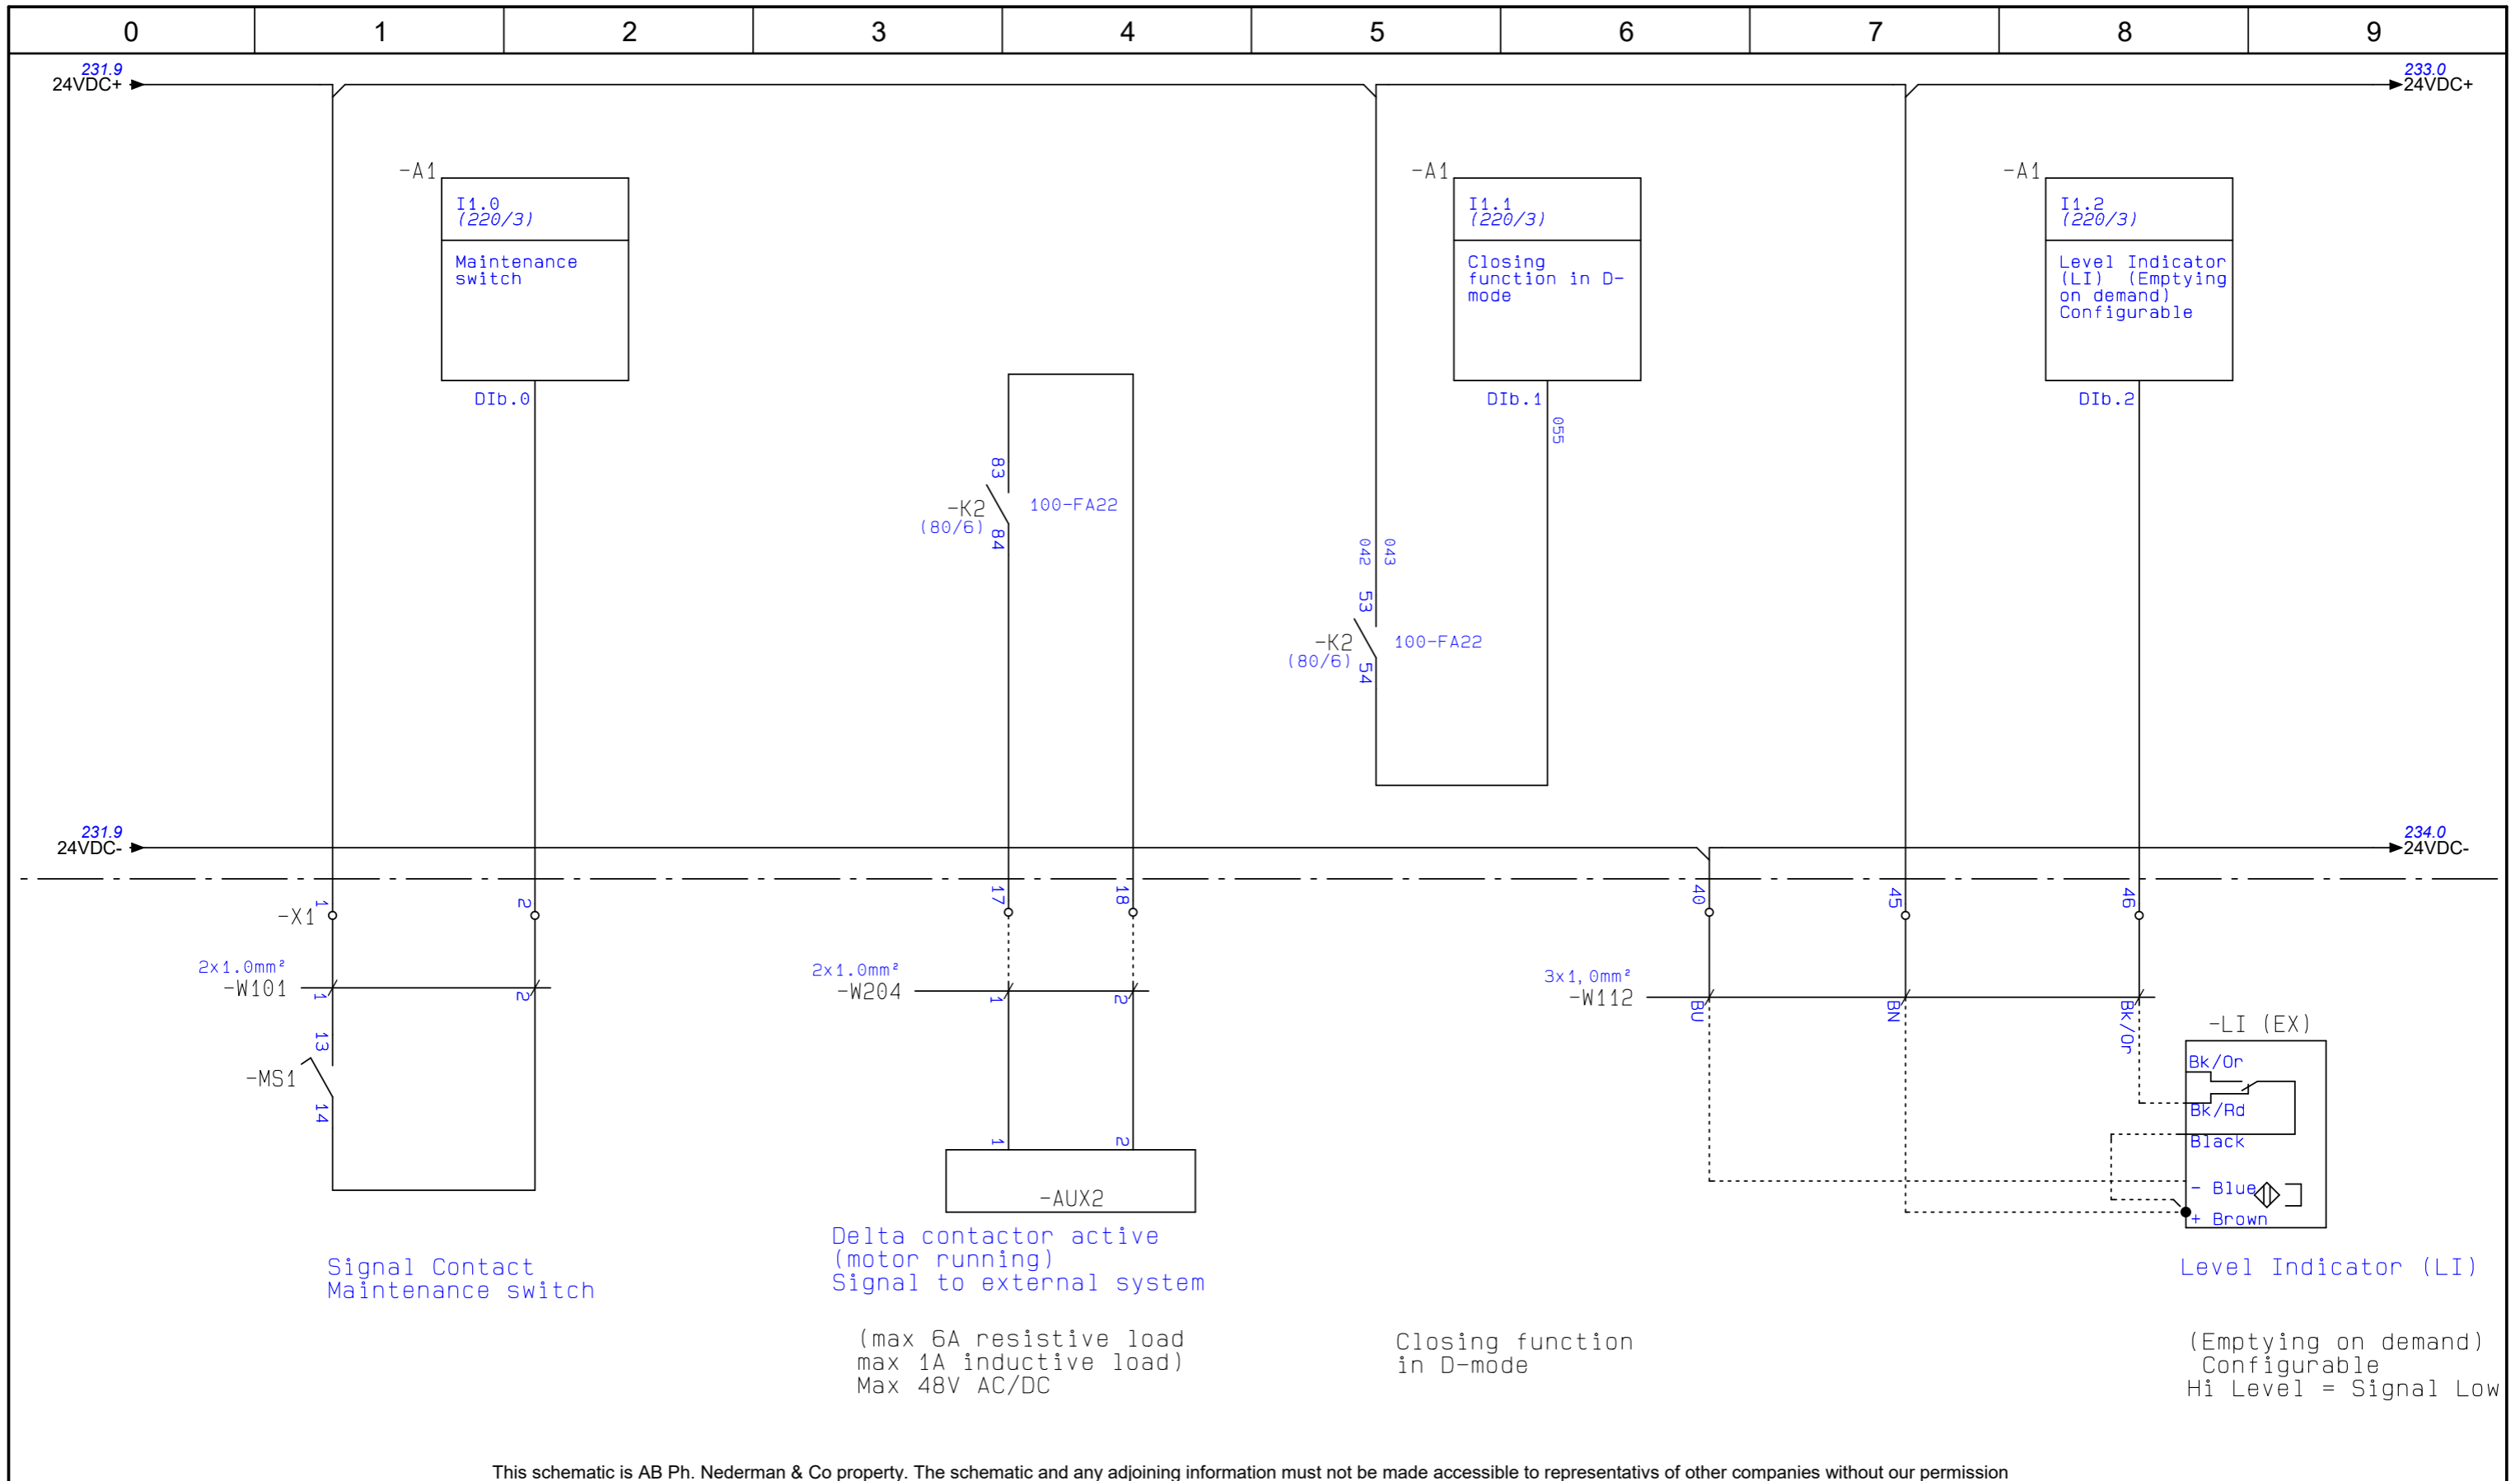 0 1 2 3 4 5 6 7 8 9
231.9
24VDC+
233.0
24VDC+
-A1
I1.0
(220/3)
Maintenance
switch
DIb.0
-A1
I1.1
(220/3)
Closing
function in D-
mode
DIb.1
055
-A1
I1.2
(220/3)
Level Indicator
(LI) (Emptying
on demand)
Configurable
DIb.2
83
-K2
(80/6)
84
100-FA22
042
043
53
-K2
(80/6)
54
100-FA22
231.9
24VDC-
234.0
24VDC-
-X1
1
2
17
18
40
45
46
2x1.0mm²
-W101
1
2
2x1.0mm²
-W204
1
2
3x1,0mm²
-W112
BU
BN
Bk/Or
13
-MS1
14
1
2
-AUX2
-LI (EX)
Bk/Or
Bk/Rd
Black
- Blue
+ Brown
Signal Contact
Maintenance switch
Delta contactor active
(motor running)
Signal to external system
(max 6A resistive load
max 1A inductive load)
Max 48V AC/DC
Closing function
in D-mode
Level Indicator (LI)
(Emptying on demand)
Configurable
Hi Level = Signal Low
This schematic is AB Ph. Nederman & Co property. The schematic and any adjoining information must not be made accessible to representativs of other companies without our permission